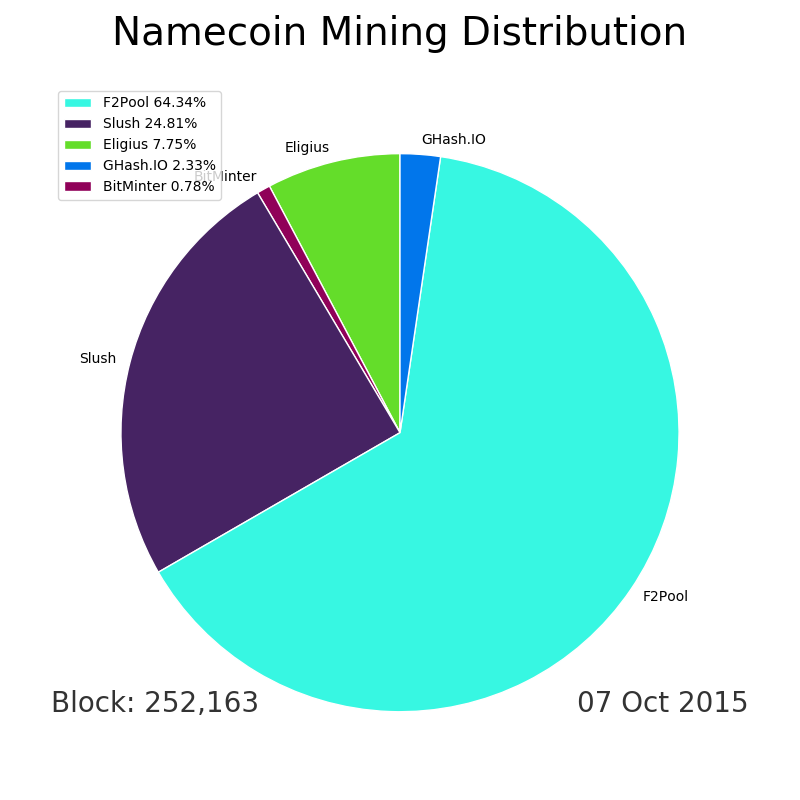 Namecoin Mining Distribution
F2Pool 64.34%
Slush 24.81%
Eligius 7.75%
GHash.IO 2.33%
BitMinter 0.78%
GHash.IO
Eligius
BitMinter
Slush
F2Pool
Block: 252,163
07 Oct 2015